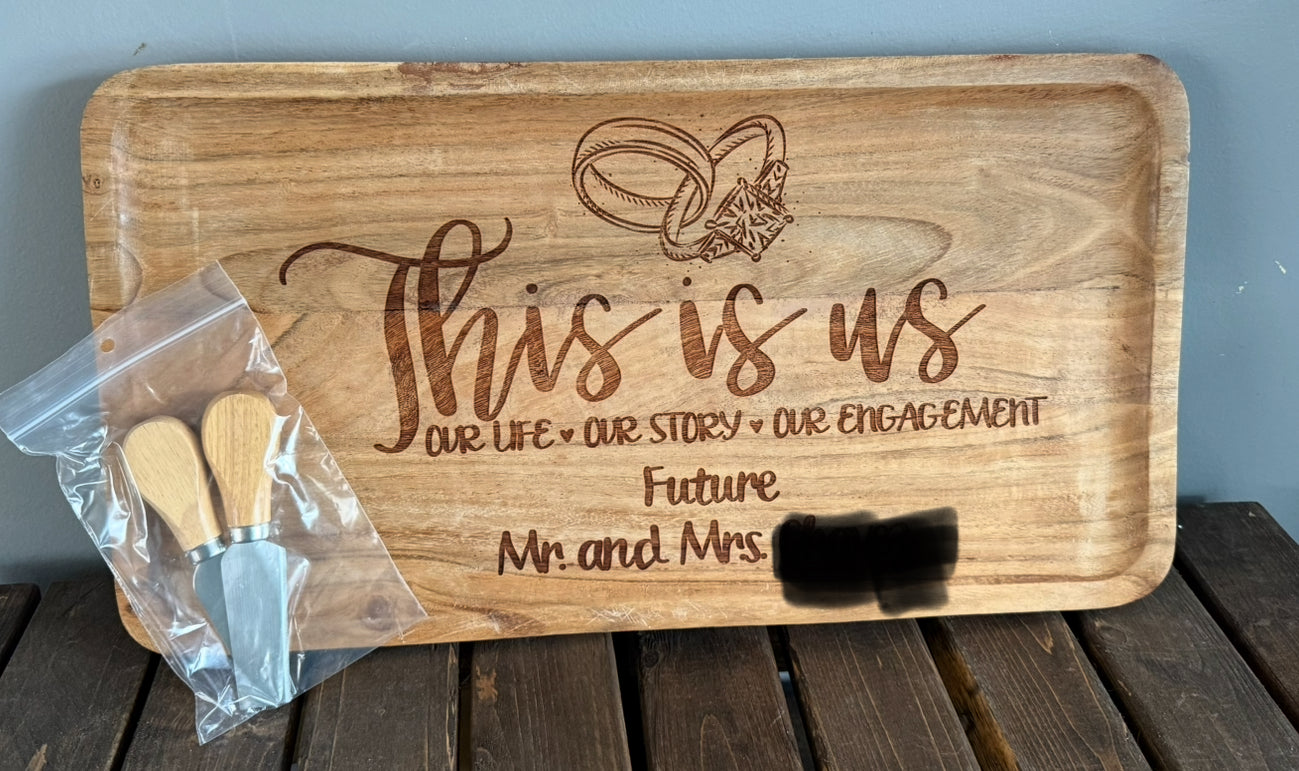 This is us
OUR LIFE ♥ OUR STORY ♥ OUR ENGAGEMENT
Future
Mr. and Mrs.